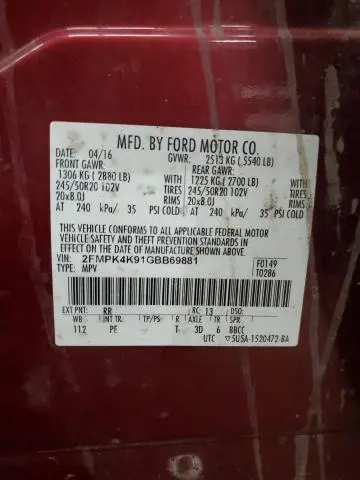 MFD. BY FORD MOTOR CO.
DATE: 04/16 GVWR: 2513 KG ( 5540 LB)
FRONT GAWR: REAR GAWR:
1306 KG ( 2880 LB) 1225 KG ( 2700 LB)
245/50R20 102V TIRES 245/50R20 102V TIRES
20x8.0J RIMS 20x8.0J RIMS
AT 240 kPa/ 35 PSI COLD AT 240 kPa/ 35 PSI COLD
THIS VEHICLE CONFORMS TO ALL APPLICABLE FEDERAL MOTOR
VEHICLE SAFETY AND THEFT PREVENTION STANDARDS IN EFFECT
ON THE DATE OF MANUFACTURE SHOWN ABOVE.
VIN: 2FMPK4K91GBB69881 F0149
TYPE: MPV T0286
EXT PNT: RR RC: 13 DSO:
WB INT TR. TP/PS R AXLE TR SPR
112 PE T 3D 6 BBCC
UTC ▽5U5A-1520472-BA